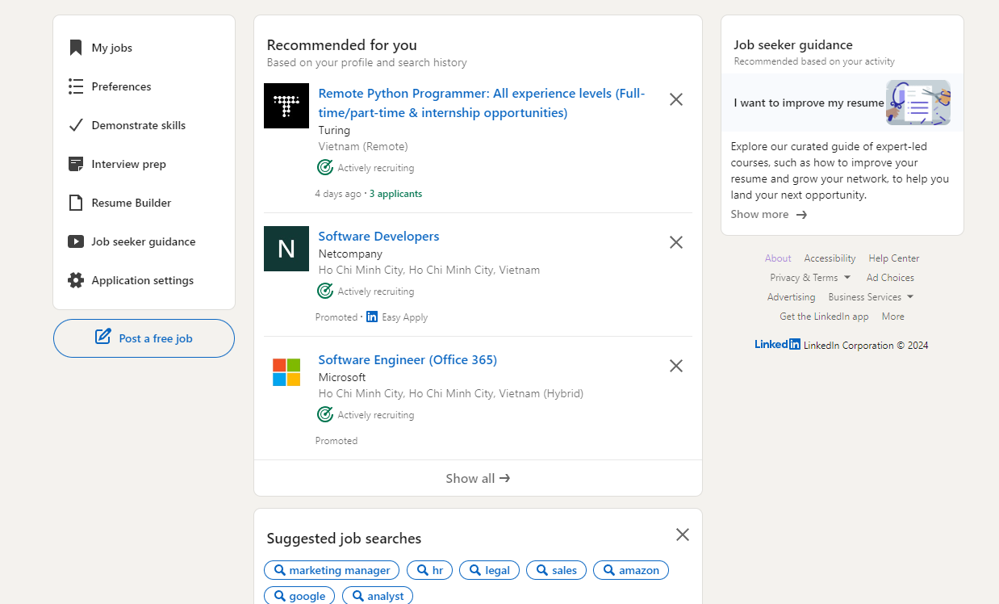 My jobs
Preferences
Demonstrate skills
Interview prep
Resume Builder
Job seeker guidance
Application settings
Post a free job
Recommended for you
Based on your profile and search history
Remote Python Programmer: All experience levels (Full-
time/part-time & internship opportunities)
Turing
Vietnam (Remote)
Actively recruiting
4 days ago · 3 applicants
N
Software Developers
Netcompany
Ho Chi Minh City, Ho Chi Minh City, Vietnam
Actively recruiting
Promoted · in Easy Apply
Software Engineer (Office 365)
Microsoft
Ho Chi Minh City, Ho Chi Minh City, Vietnam (Hybrid)
Actively recruiting
Promoted
Show all
Suggested job searches
marketing manager hr legal sales amazon
google analyst
Job seeker guidance
Recommended based on your activity
I want to improve my resume
Explore our curated guide of expert-led
courses, such as how to improve your
resume and grow your network, to help you
land your next opportunity.
Show more
About Accessibility Help Center
Privacy & Terms Ad Choices
Advertising Business Services
Get the LinkedIn app More
LinkedIn LinkedIn Corporation © 2024